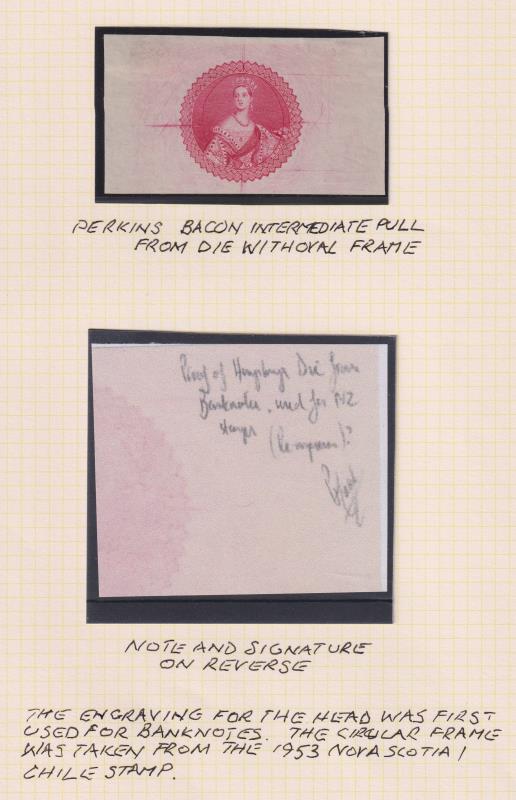 PERKINS BACON INTERMEDIATE PULL
FROM DIE WITH OVAL FRAME
Proof of Humphrys Die from
Banknotes, used for NZ
stamps
NOTE AND SIGNATURE
ON REVERSE
THE ENGRAVING FOR THE HEAD WAS FIRST
USED FOR BANKNOTES. THE CIRCULAR FRAME
WAS TAKEN FROM THE 1953 NOVA SCOTIA /
CHILE STAMP.